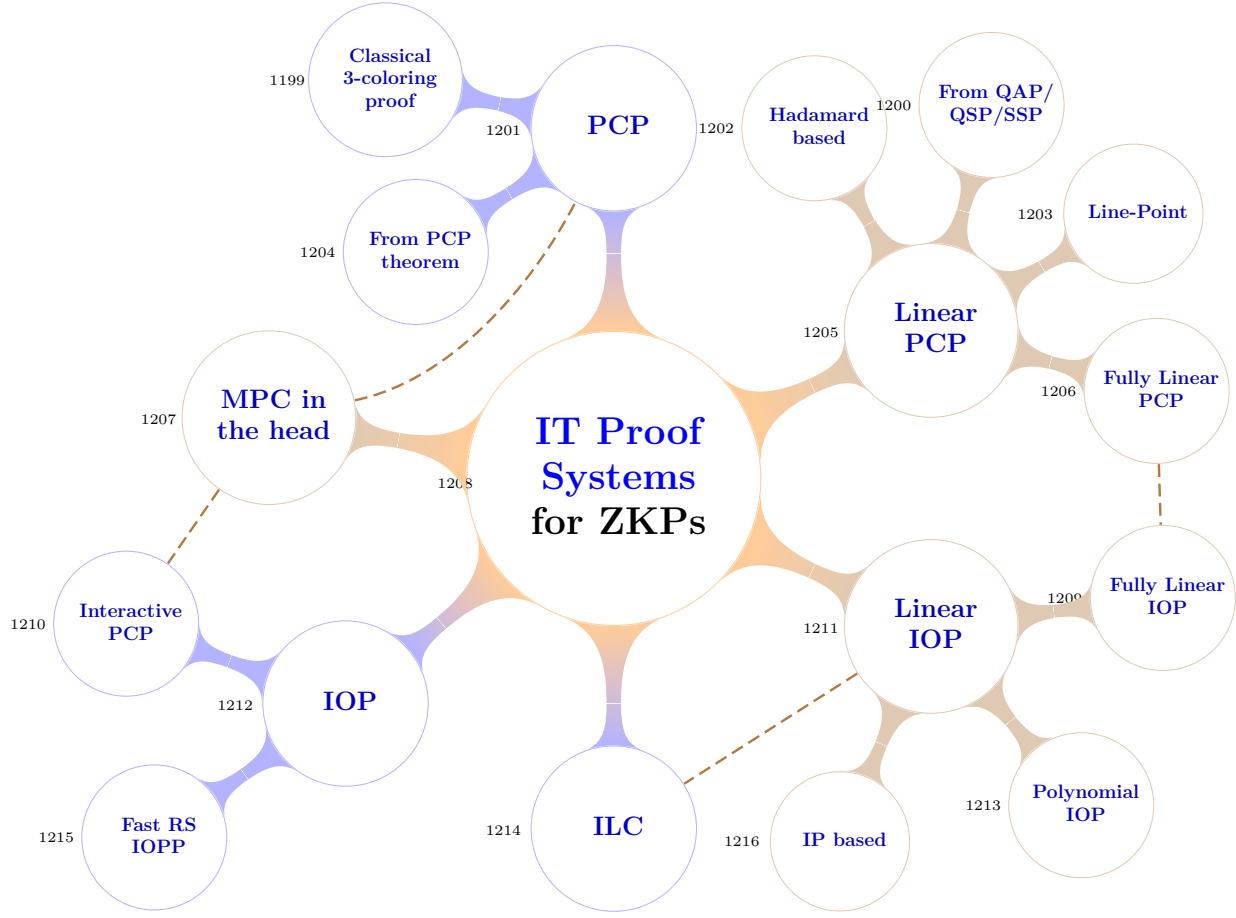 1199
Classical
3-coloring
proof
1201
PCP
1202
Hadamard
based
1200
From QAP/
QSP/SSP
1203
Line-Point
1204
From PCP
theorem
1205
Linear
PCP
1206
Fully Linear
PCP
1207
MPC in
the head
1208
IT Proof
Systems
for ZKPs
1209
Fully Linear
IOP
1210
Interactive
PCP
1211
Linear
IOP
1212
IOP
1213
Polynomial
IOP
1214
ILC
1215
Fast RS
IOPP
1216
IP based